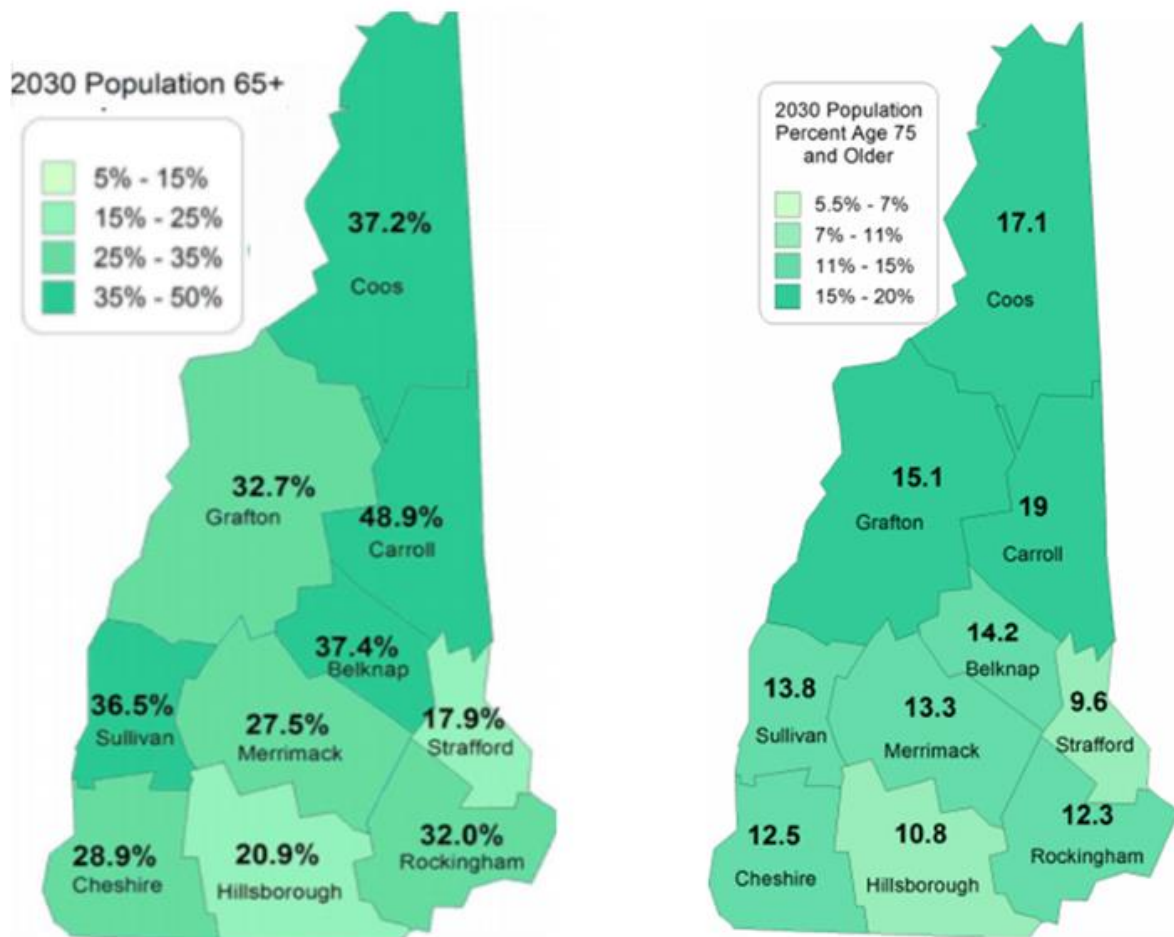 2030 Population 65+
5% - 15%
15% - 25%
25% - 35%
35% - 50%
37.2%
Coos
32.7%
Grafton
48.9%
Carroll
37.4%
Belknap
36.5%
Sullivan
27.5%
Merrimack
17.9%
Strafford
28.9%
Cheshire
20.9%
Hillsborough
32.0%
Rockingham
2030 Population
Percent Age 75
and Older
5.5% - 7%
7% - 11%
11% - 15%
15% - 20%
17.1
Coos
15.1
Grafton
19
Carroll
14.2
Belknap
13.8
Sullivan
13.3
Merrimack
9.6
Strafford
12.5
Cheshire
10.8
Hillsborough
12.3
Rockingham